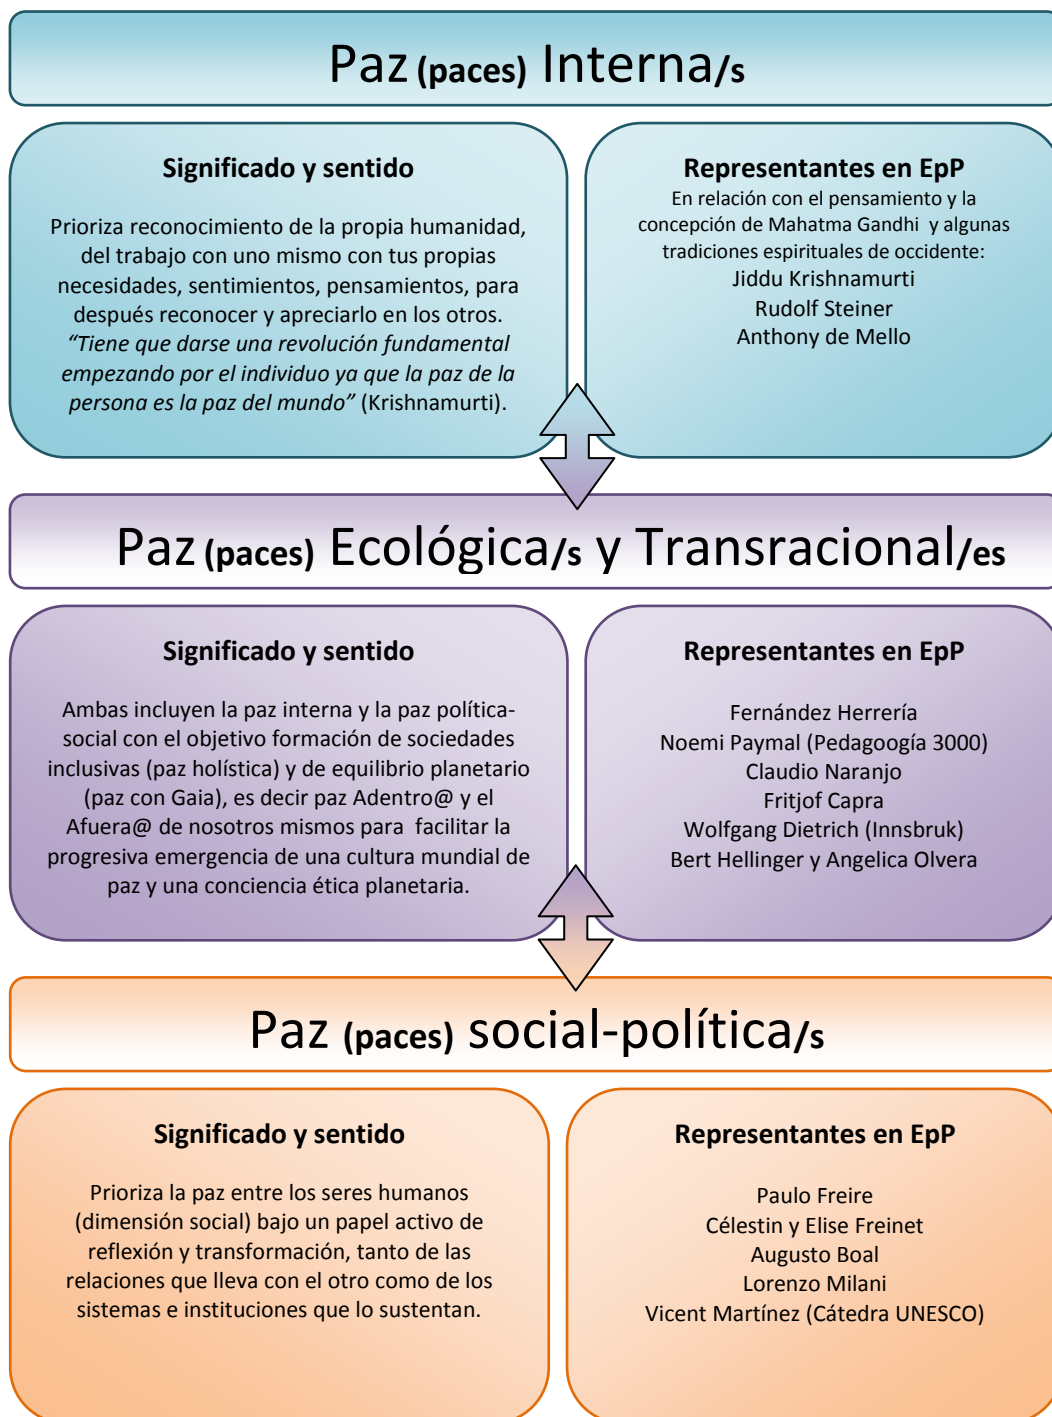 Paz (paces) Interna/s
Significado y sentido
Prioriza reconocimiento de la propia humanidad,
del trabajo con uno mismo con tus propias
necesidades, sentimientos, pensamientos, para
después reconocer y apreciarlo en los otros.
“Tiene que darse una revolución fundamental
empezando por el individuo ya que la paz de la
persona es la paz del mundo” (Krishnamurti).
Representantes en EpP
En relación con el pensamiento y la
concepción de Mahatma Gandhi y algunas
tradiciones espirituales de occidente:
Jiddu Krishnamurti
Rudolf Steiner
Anthony de Mello
Paz (paces) Ecológica/s y Transracional/es
Significado y sentido
Ambas incluyen la paz interna y la paz política-
social con el objetivo formación de sociedades
inclusivas (paz holística) y de equilibrio planetario
(paz con Gaia), es decir paz Adentro@ y el
Afuera@ de nosotros mismos para facilitar la
progresiva emergencia de una cultura mundial de
paz y una conciencia ética planetaria.
Representantes en EpP
Fernández Herrería
Noemi Paymal (Pedagoogía 3000)
Claudio Naranjo
Fritjof Capra
Wolfgang Dietrich (Innsbruk)
Bert Hellinger y Angelica Olvera
Paz (paces) social-política/s
Significado y sentido
Prioriza la paz entre los seres humanos
(dimensión social) bajo un papel activo de
reflexión y transformación, tanto de las
relaciones que lleva con el otro como de los
sistemas e instituciones que lo sustentan.
Representantes en EpP
Paulo Freire
Célestin y Elise Freinet
Augusto Boal
Lorenzo Milani
Vicent Martínez (Cátedra UNESCO)